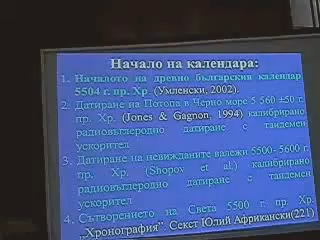 Начало на календара:
1. Началото на древно българския календар
5504 г. пр. Хр. (Умленски, 2002).
2. Датиране на Потопа в Черно море 5 560 ±50 г.
пр. Хр. (Jones & Gagnon, 1994) калибрирано
радиовъглеродно датиране с тандемен
ускорител
3. Датиране на невижданите валежи 5500- 5600 г.
пр. Хр. (Shopov et al.) калибрирано
радиовъглеродно датиране с тандемен
ускорител
4. Сътворението на Света 5500 г. пр. Хр.
„Хронография". Секст Юлий Африкански(221)